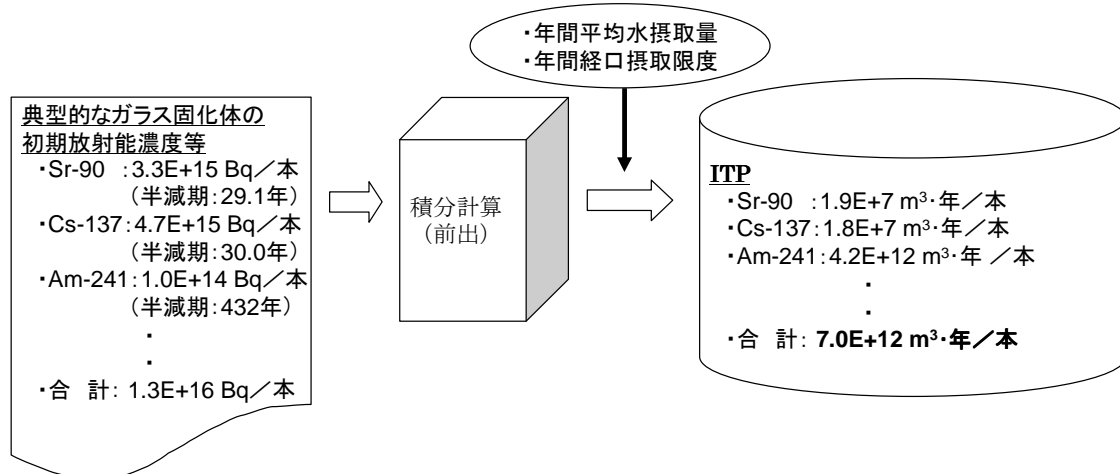 ・年間平均水摂取量
・年間経口摂取限度
典型的なガラス固化体の
初期放射能濃度等
・Sr-90 :3.3E+15 Bq/本
(半減期:29.1年)
・Cs-137:4.7E+15 Bq/本
(半減期:30.0年)
・Am-241:1.0E+14 Bq/本
(半減期:432年)
・
・
・合 計: 1.3E+16 Bq/本
積分計算
(前出)
ITP
・Sr-90 :1.9E+7 m³·年/本
・Cs-137:1.8E+7 m³·年/本
・Am-241:4.2E+12 m³·年 /本
・
・
・合 計: 7.0E+12 m³·年/本